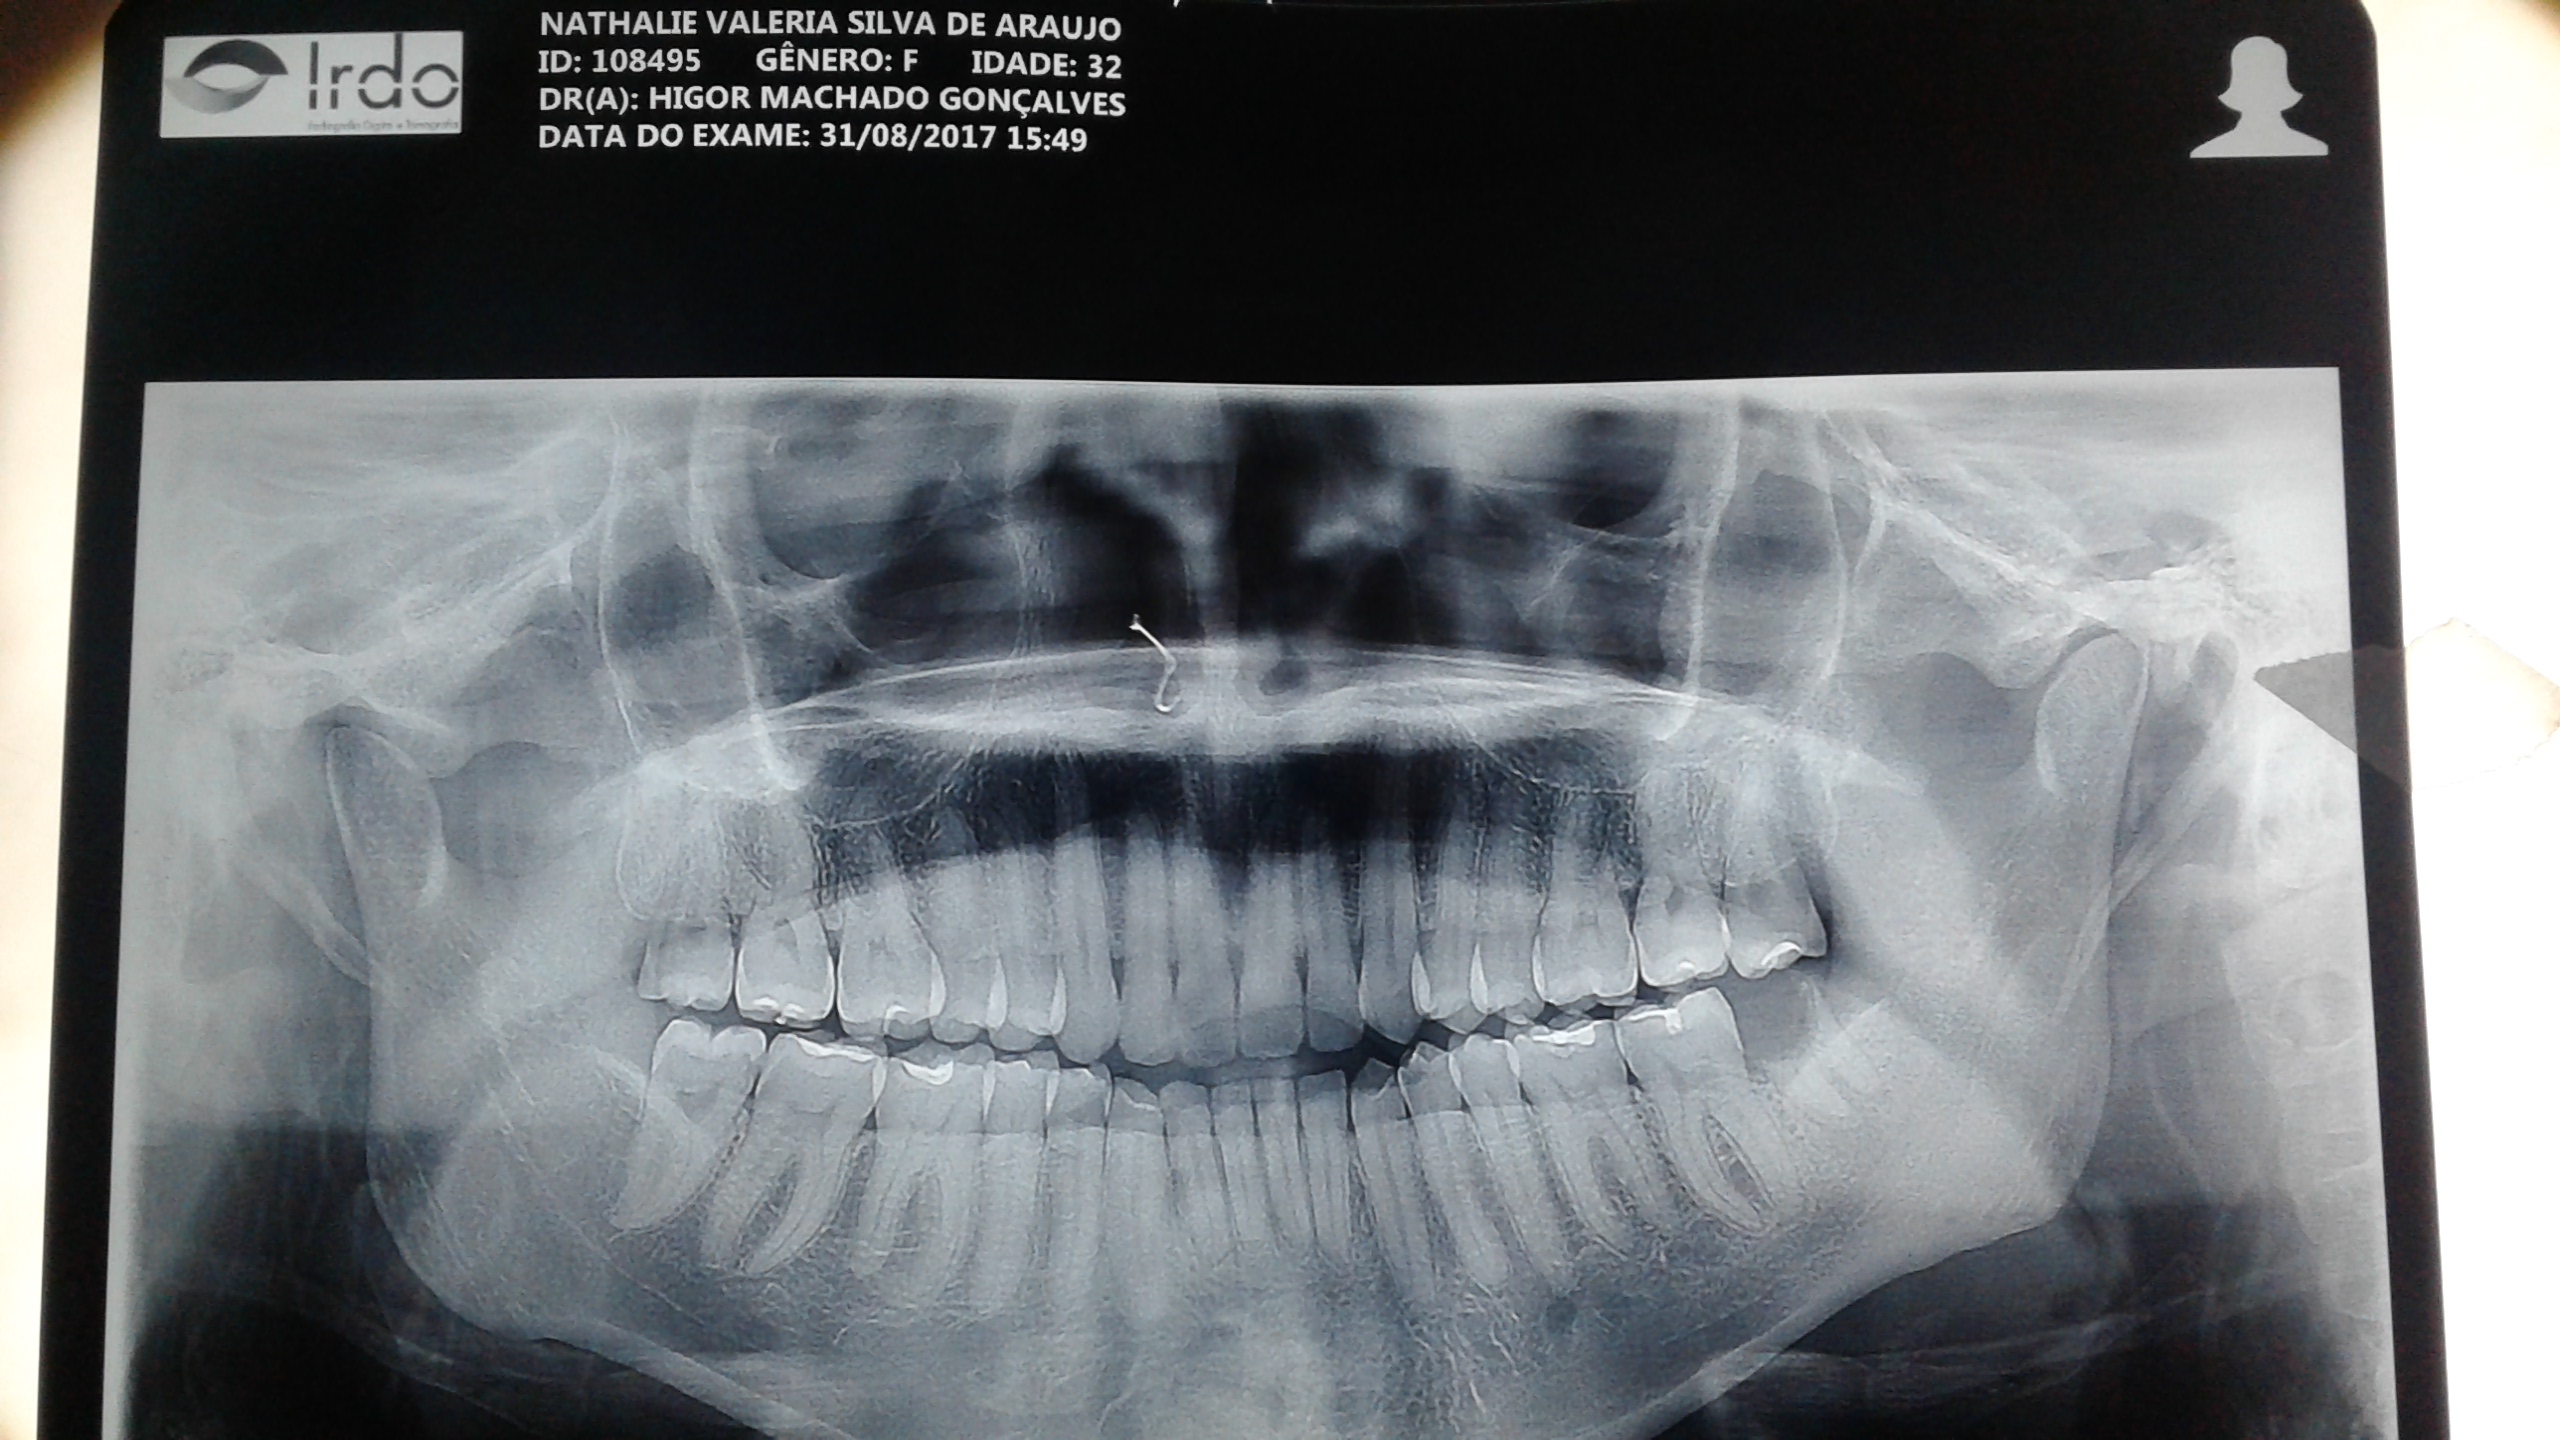 NATHALIE VALERIA SILVA DE ARAUJO
ID: 108495 GÊNERO: F IDADE: 32
DR(A): HIGOR MACHADO GONÇALVES
DATA DO EXAME: 31/08/2017 15:49
irdo